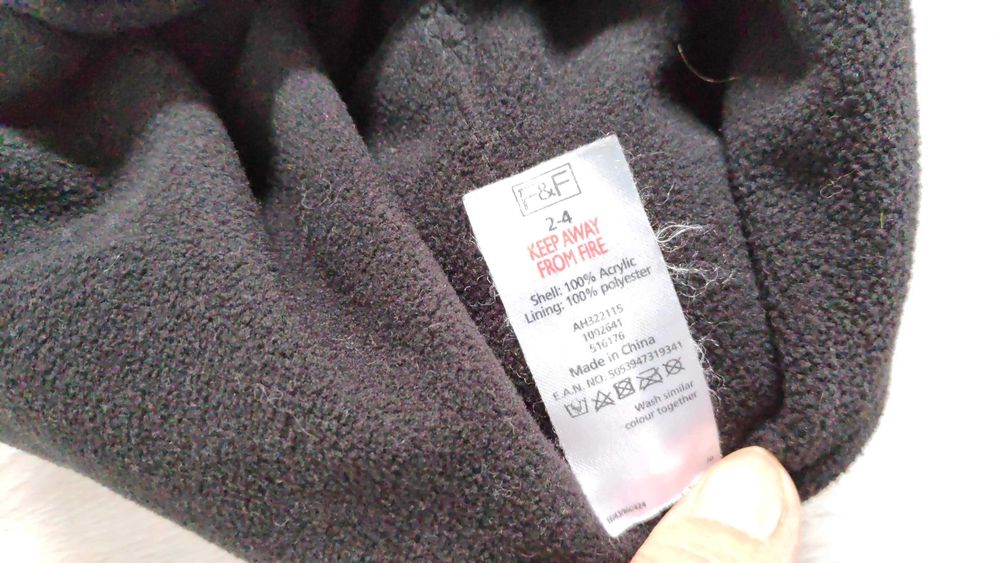 F&F
2-4
KEEP AWAY
FROM FIRE
Shell: 100% Acrylic
Lining: 100% polyester
AH322115
1092641
516176
Made in China
E.A.N. NO. 5053947319341
Wash similar
colour together